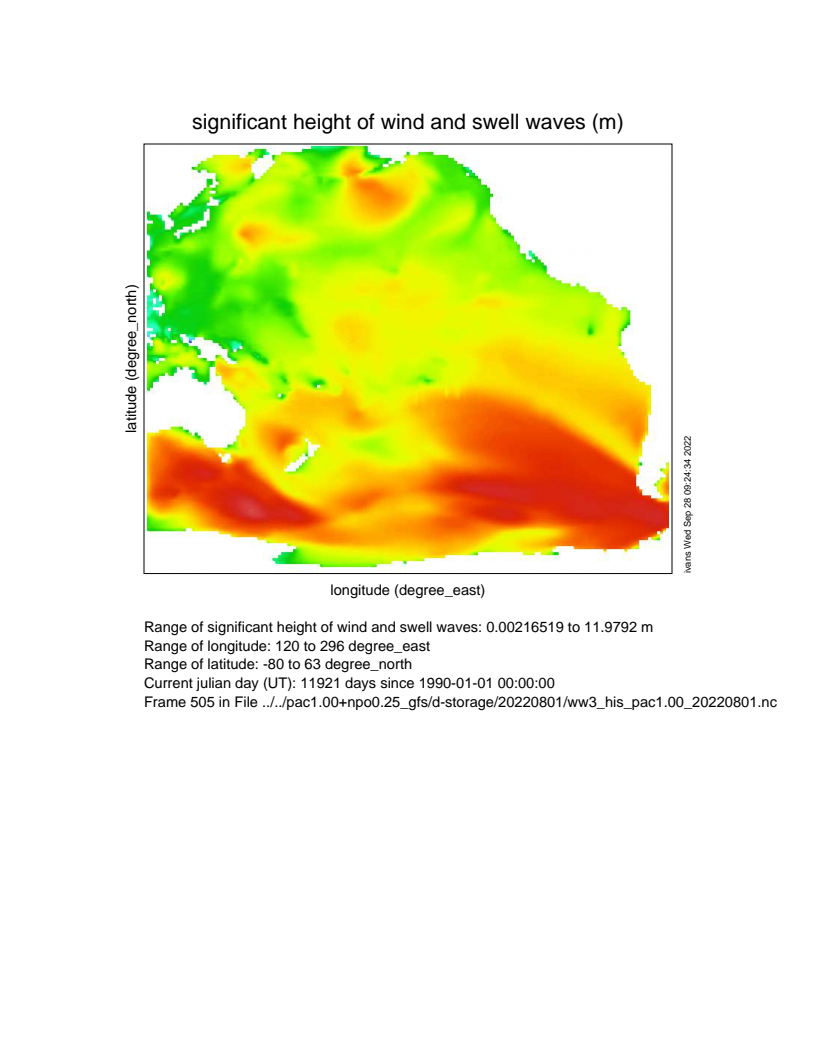 significant height of wind and swell waves (m)
latitude (degree_north)
longitude (degree_east)
ivans Wed Sep 28 09:24:34 2022
Range of significant height of wind and swell waves: 0.00216519 to 11.9792 m
Range of longitude: 120 to 296 degree_east
Range of latitude: -80 to 63 degree_north
Current julian day (UT): 11921 days since 1990-01-01 00:00:00
Frame 505 in File ../../pac1.00+npo0.25_gfs/d-storage/20220801/ww3_his_pac1.00_20220801.nc